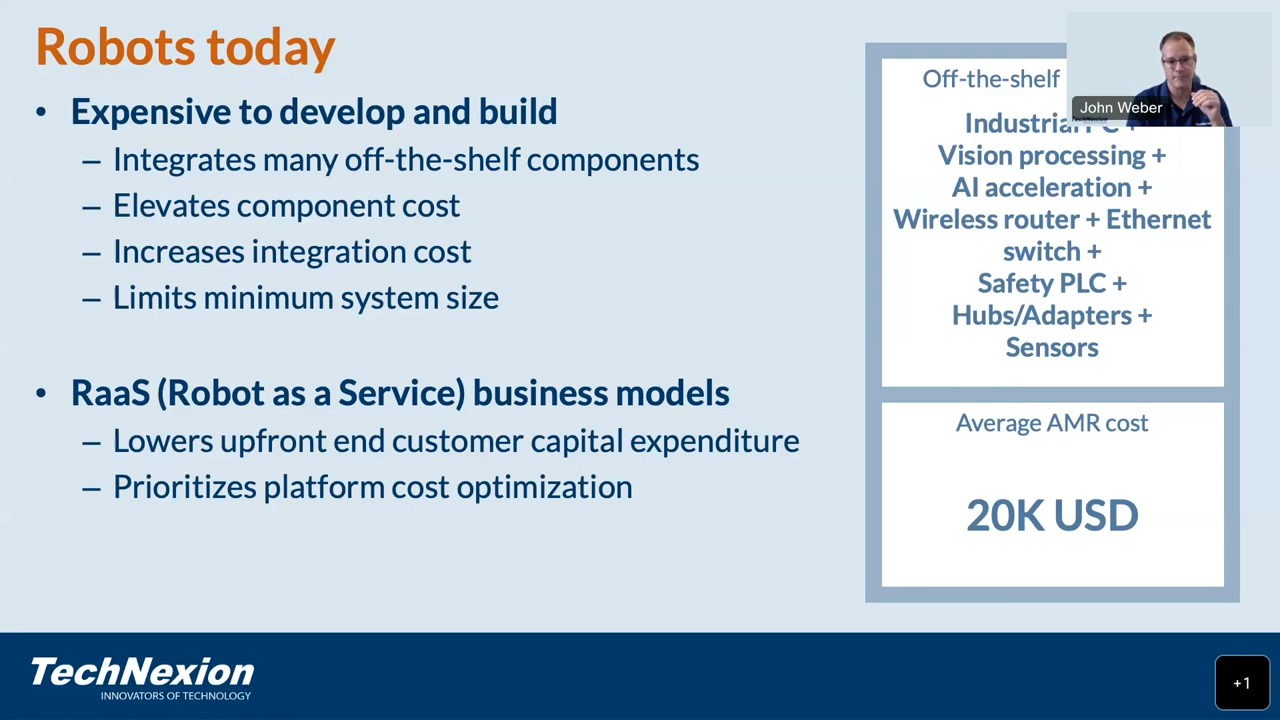 Robots today
• Expensive to develop and build
– Integrates many off-the-shelf components
– Elevates component cost
– Increases integration cost
– Limits minimum system size
• RaaS (Robot as a Service) business models
– Lowers upfront end customer capital expenditure
– Prioritizes platform cost optimization
Off-the-shelf
Industrial PC +
Vision processing +
AI acceleration +
Wireless router + Ethernet
switch +
Safety PLC +
Hubs/Adapters +
Sensors
Average AMR cost
20K USD
John Weber
TechNexion
TechNexion
INNOVATORS OF TECHNOLOGY
+1